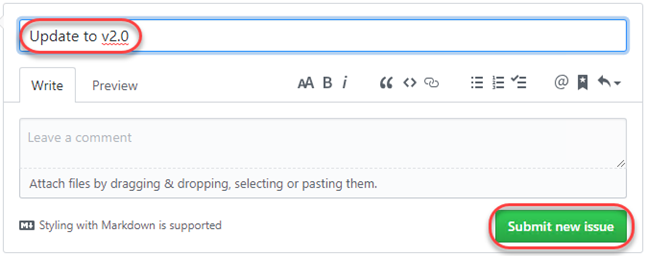 Update to v2.0
Write Preview AA B i @
Leave a comment
Attach files by dragging & dropping, selecting or pasting them.
Styling with Markdown is supported
Submit new issue